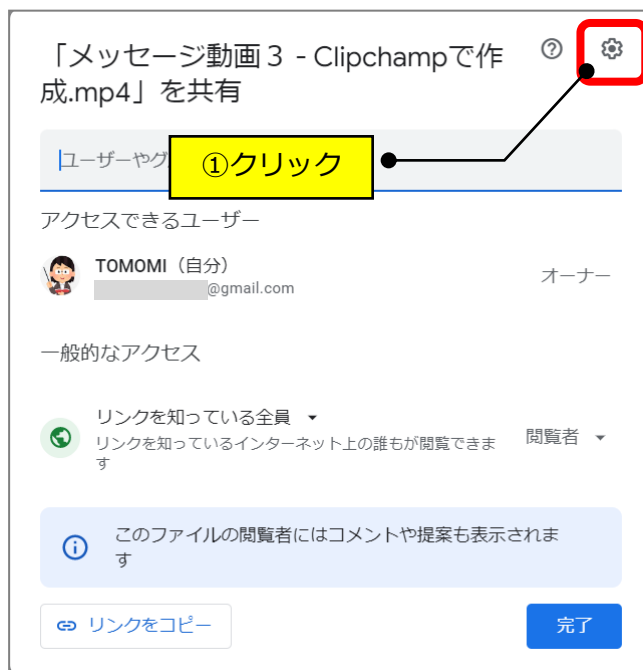 「メッセージ動画３ - Clipchampで作
成.mp4」を共有
ユーザーやグ
①クリック
アクセスできるユーザー
TOMOMI（自分）
オーナー
@gmail.com
一般的なアクセス
リンクを知っている全員
リンクを知っているインターネット上の誰もが閲覧できま
す
閲覧者
このファイルの閲覧者にはコメントや提案も表示されま
す
リンクをコピー
完了